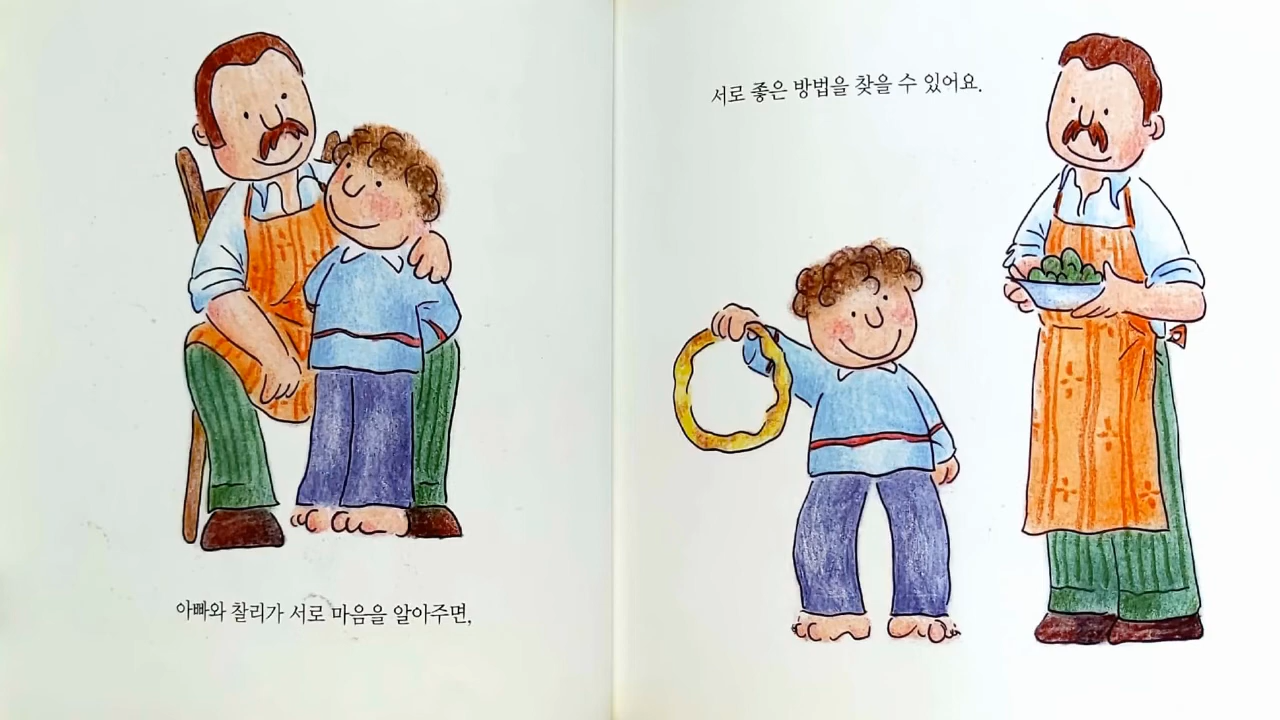 아빠와 찰리가 서로 마음을 알아주면,
서로 좋은 방법을 찾을 수 있어요.